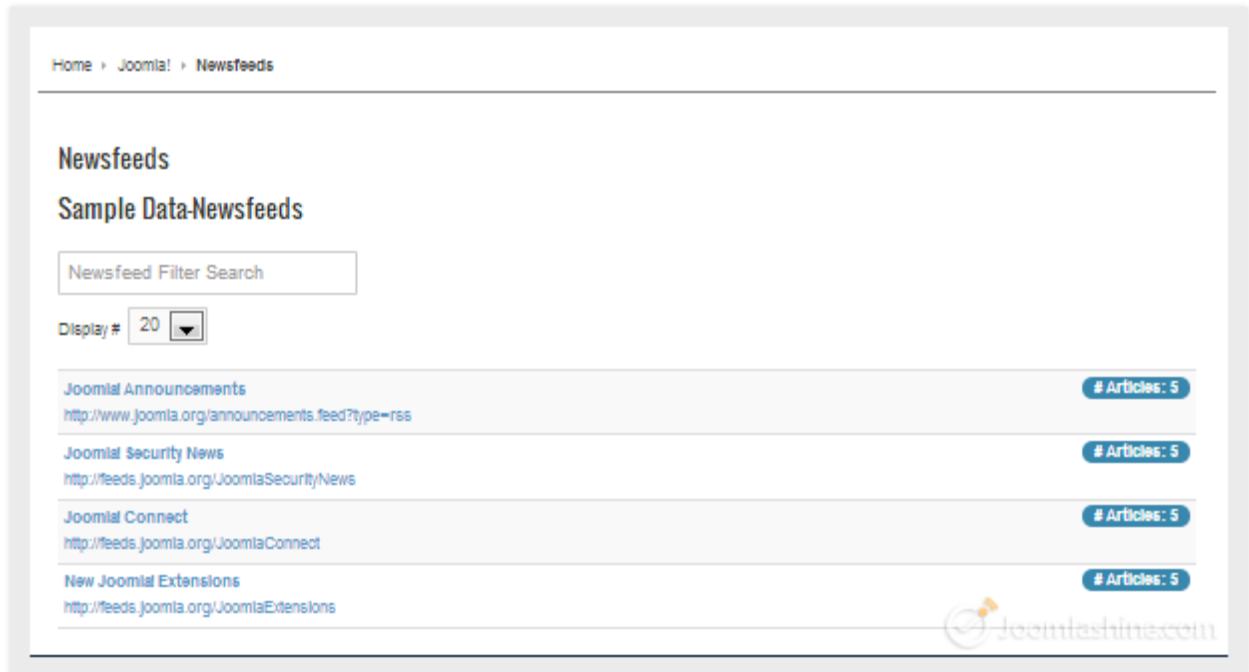 Home › Joomla! › Newsfeeds
Newsfeeds
Sample Data-Newsfeeds
Newsfeed Filter Search
Display # 20
Joomla! Announcements # Articles: 5
http://www.joomla.org/announcements.feed?type=rss
Joomla! Security News # Articles: 5
http://feeds.joomla.org/JoomlaSecurityNews
Joomla! Connect # Articles: 5
http://feeds.joomla.org/JoomlaConnect
New Joomla! Extensions # Articles: 5
http://feeds.joomla.org/JoomlaExtensions
Joomlashine.com